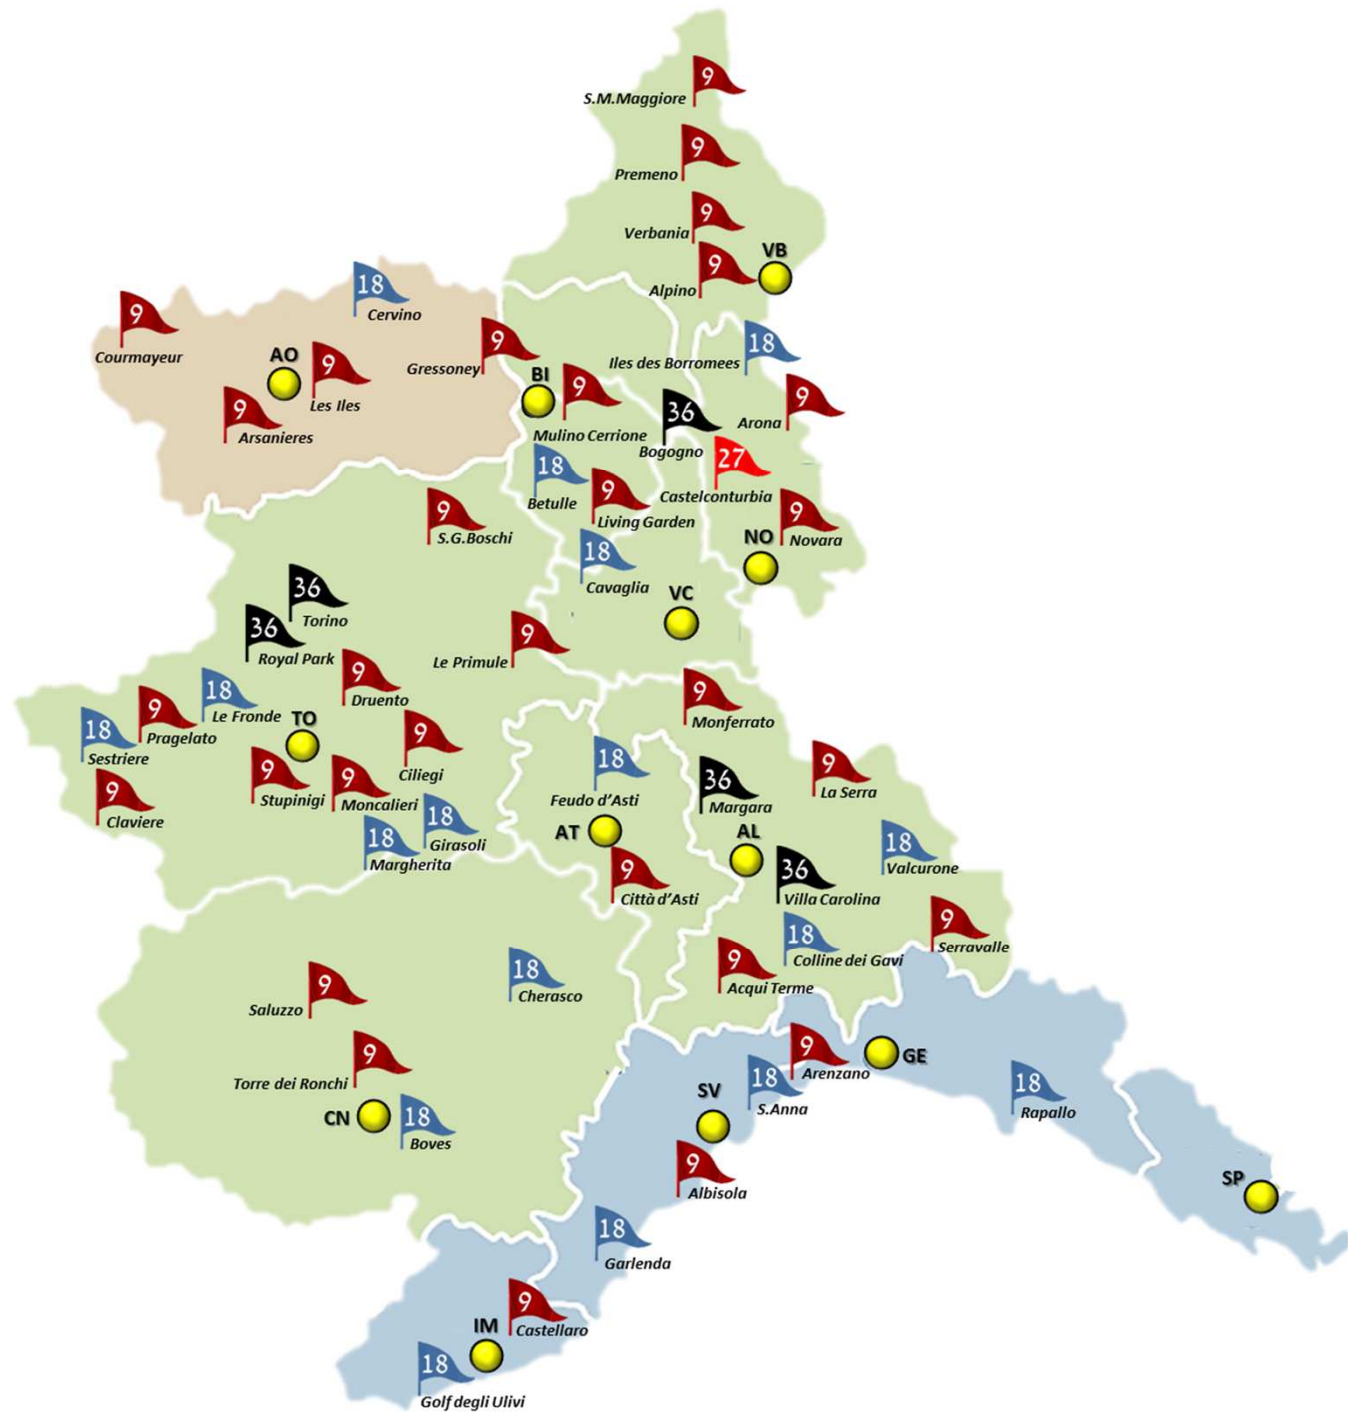 9
S.M.Maggiore
9
Premeno
9
Verbania
VB
9
Alpino
18
Cervino
9
Courmayeur
AO
9
Les Iles
9
Arsanieres
9
Gressoney
BI
9
Mulino Cerrione
18
Iles des Borromees
9
Arona
36
Bogogno
27
Castelconturbia
18
Betulle
9
Living Garden
9
Novara
NO
9
S.G.Boschi
18
Cavaglia
VC
36
Torino
36
Royal Park
9
Le Primule
9
Druento
18
Le Fronde
9
Pragelato
18
Sestriere
TO
9
Ciliegi
9
Claviere
9
Stupinigi
9
Moncalieri
18
Girasoli
18
Margherita
9
Monferrato
18
Feudo d'Asti
AT
9
Città d'Asti
36
Margara
9
La Serra
AL
18
Valcurone
36
Villa Carolina
9
Serravalle
18
Colline dei Gavi
9
Acqui Terme
18
Cherasco
9
Saluzzo
9
Torre dei Ronchi
CN
18
Boves
9
Arenzano
GE
18
S.Anna
SV
18
Rapallo
9
Albisola
SP
18
Garlenda
9
Castellaro
IM
18
Golf degli Ulivi